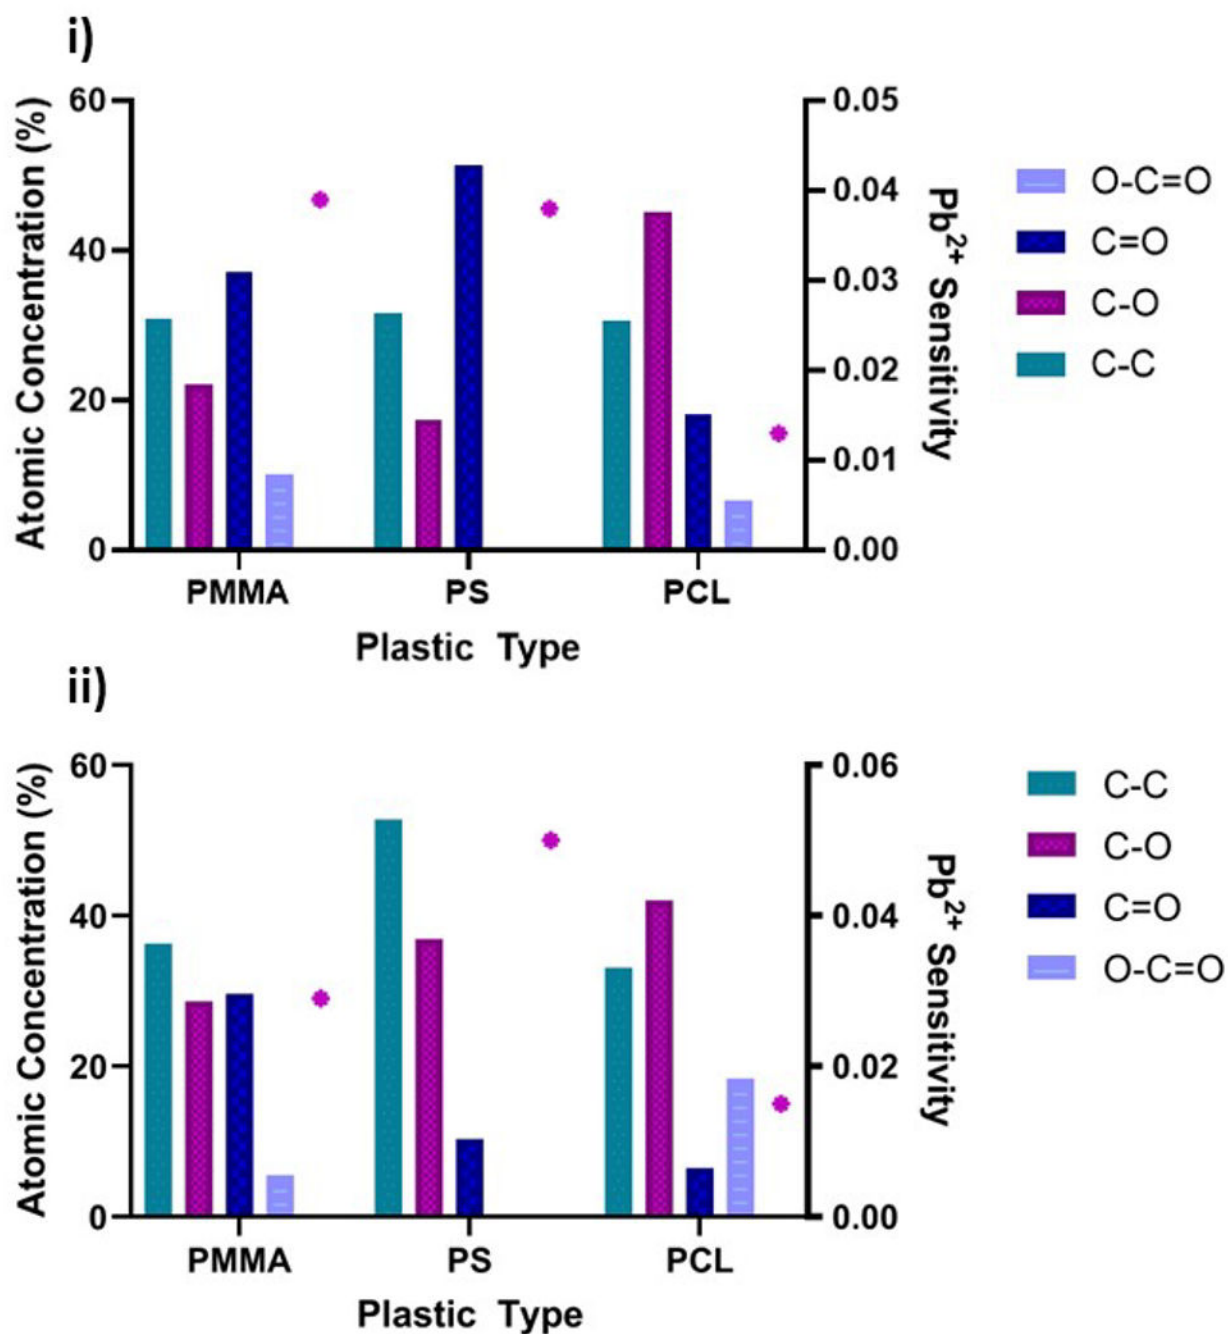 i)
Atomic Concentration (%)
60
40
20
0
PMMA
PS
PCL
Plastic Type
0.05
0.04
0.03
0.02
0.01
0.00
Pb²⁺ Sensitivity
O-C=O
C=O
C-O
C-C
ii)
Atomic Concentration (%)
60
40
20
0
PMMA
PS
PCL
Plastic Type
0.06
0.04
0.02
0.00
Pb²⁺ Sensitivity
C-C
C-O
C=O
O-C=O